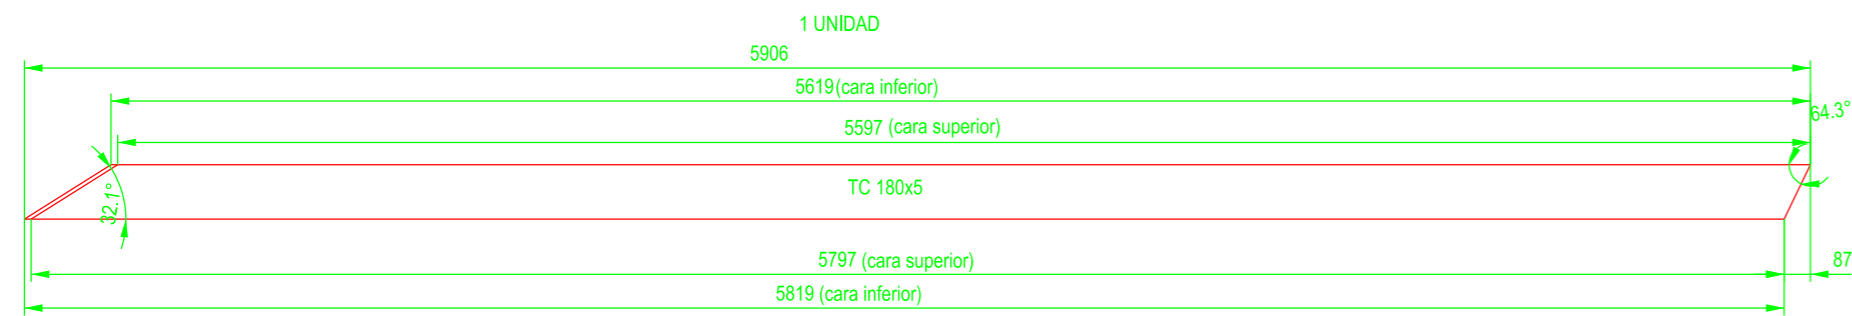 1 UNIDAD
5906
5619(cara inferior)
64.3°
5597 (cara superior)
TC 180x5
32.1°
5797 (cara superior)
87
5819 (cara inferior)